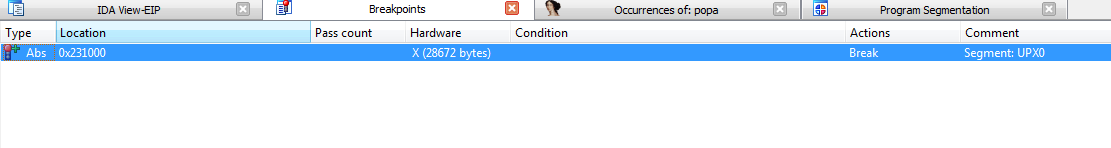 IDA View-EIP Breakpoints Occurrences of: popa Program Segmentation
Type Location Pass count Hardware Condition Actions Comment
Abs 0x231000 X (28672 bytes) Break Segment: UPX0